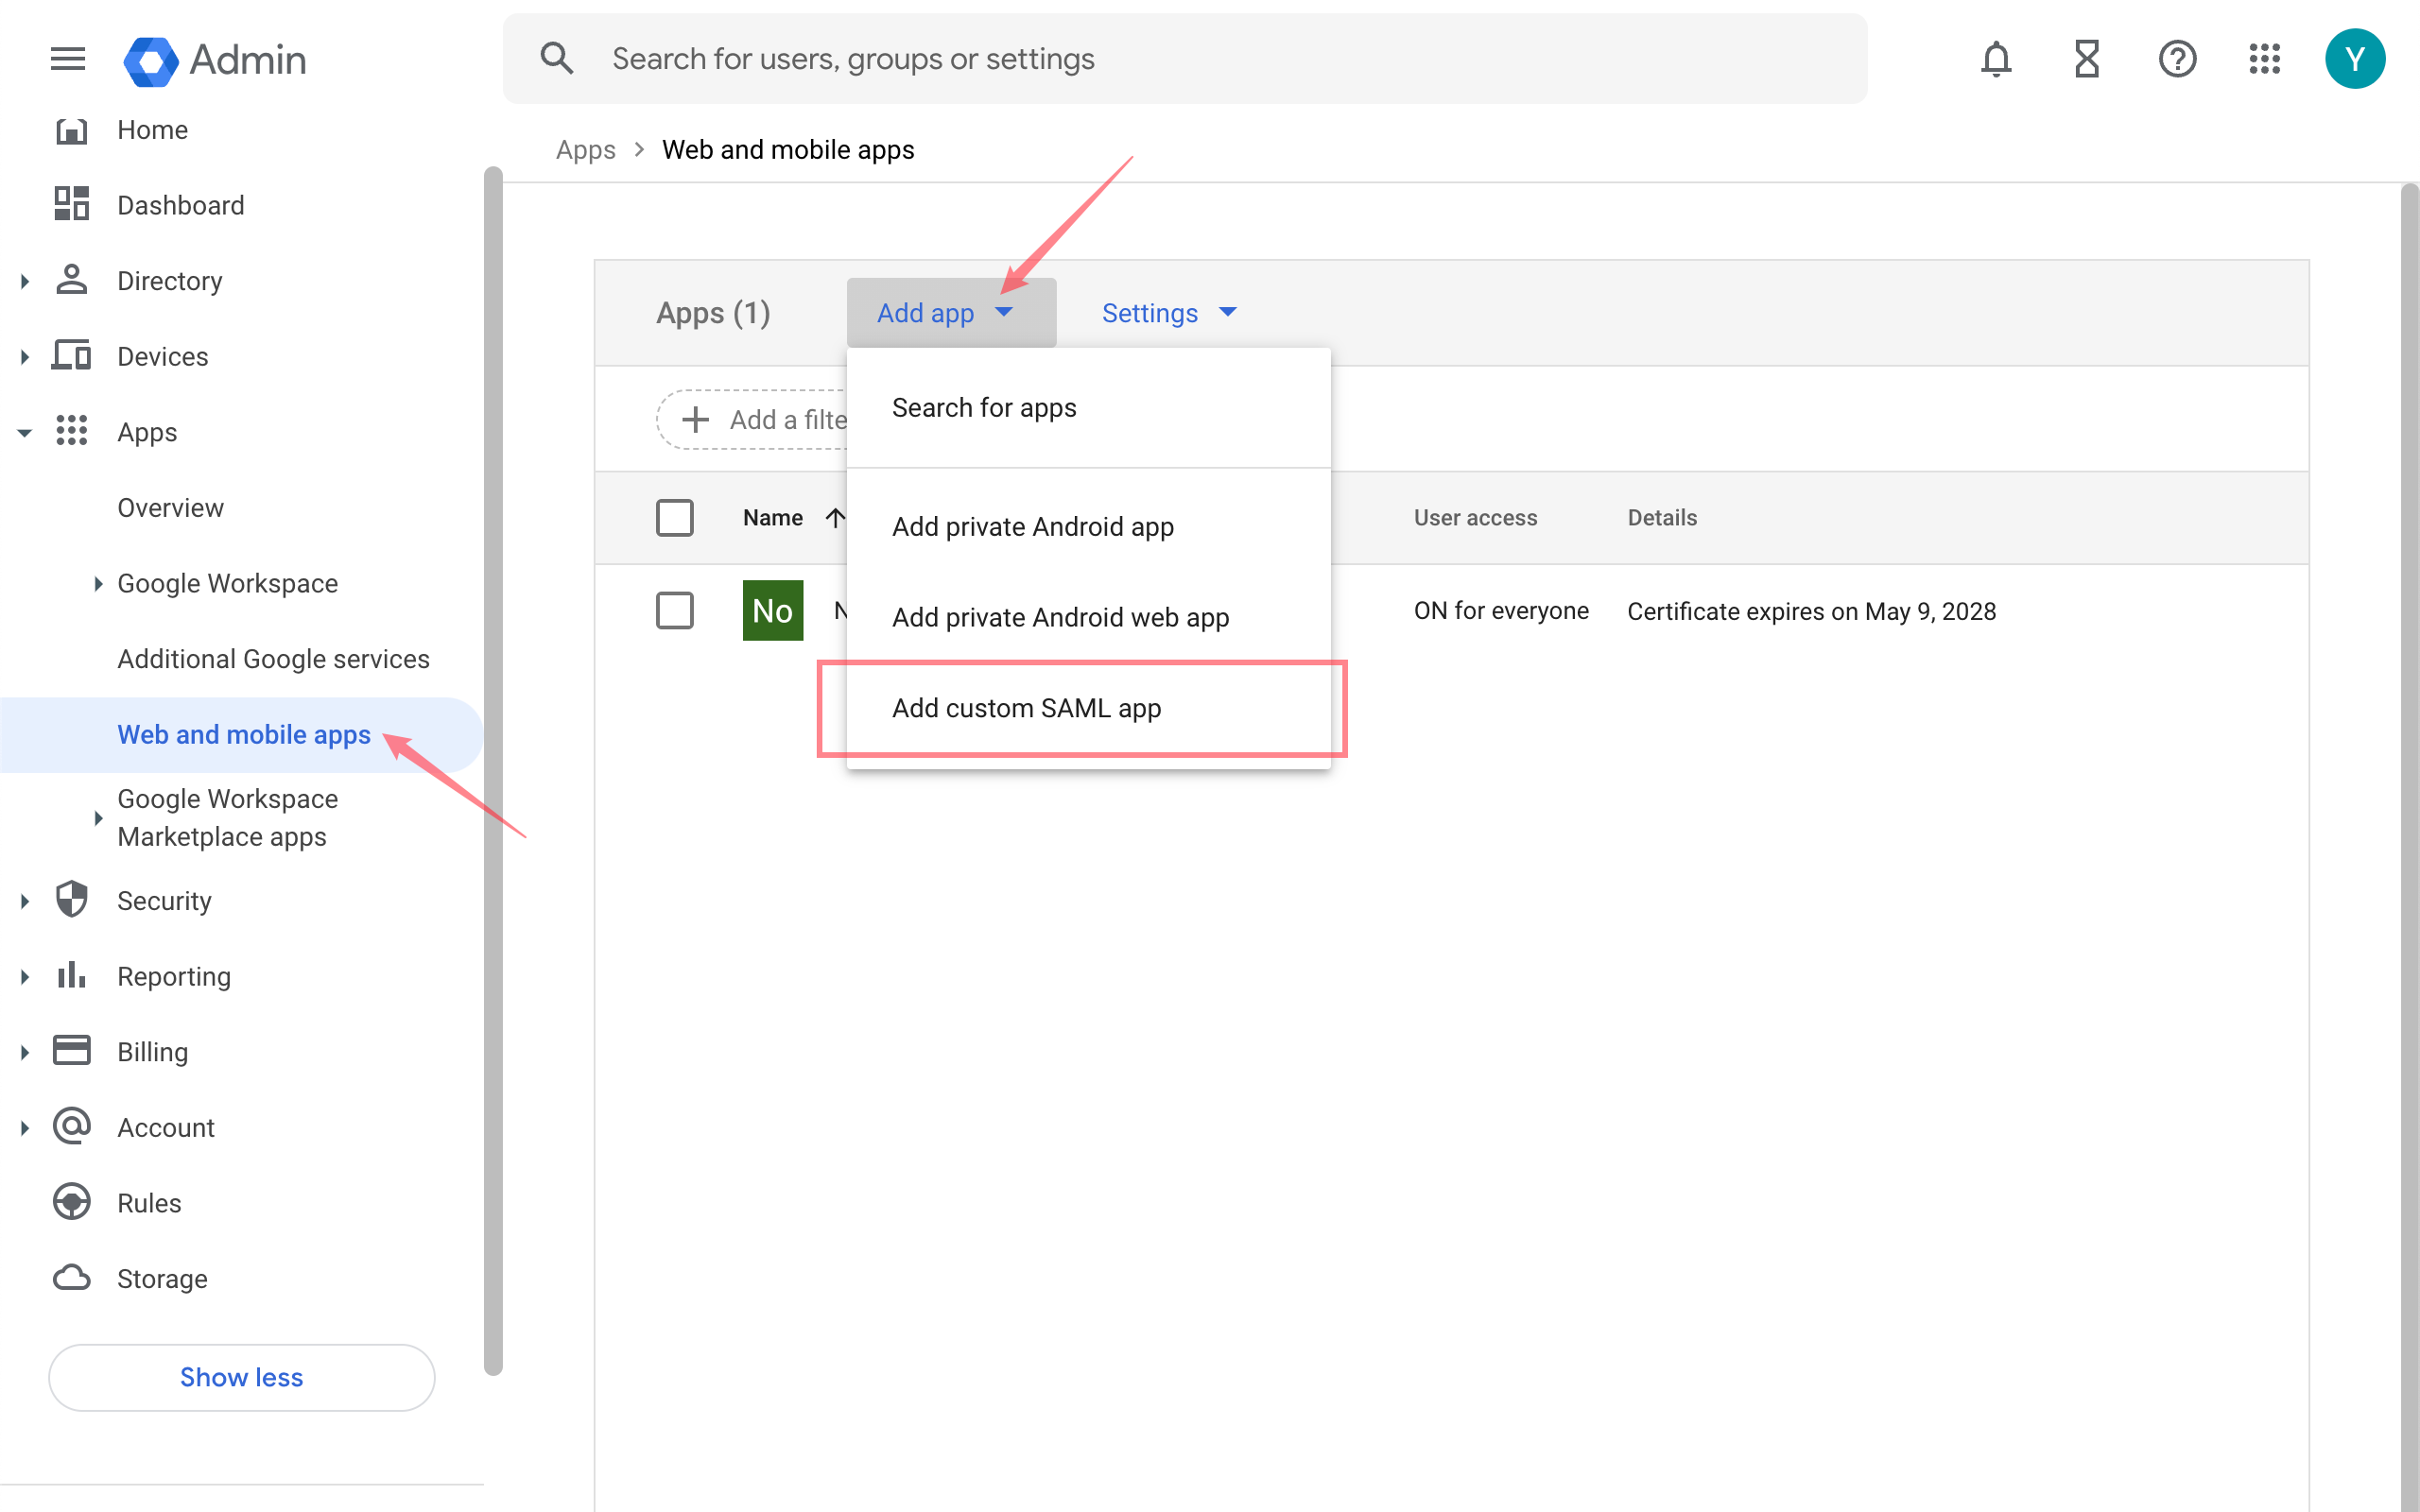 Admin
Search for users, groups or settings
Y
Home
Dashboard
Directory
Devices
Apps
Overview
Google Workspace
Additional Google services
Web and mobile apps
Google Workspace
Marketplace apps
Security
Reporting
Billing
Account
Rules
Storage
Show less
Apps > Web and mobile apps
Apps (1)
Add app
Settings
Add a filte
Search for apps
Add private Android app
Add private Android web app
Add custom SAML app
Name
User access
Details
No
N
ON for everyone
Certificate expires on May 9, 2028